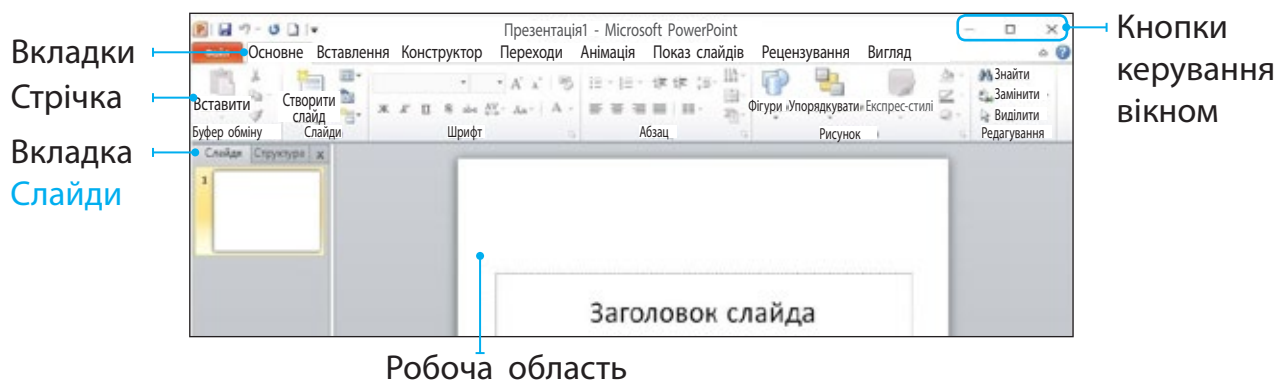 Презентація1 - Microsoft PowerPoint
Кнопки
керування
вікном
Вкладки
Стрічка
Вкладка
Слайди
Файл Основне Вставлення Конструктор Переходи Анімація Показ слайдів Рецензування Вигляд
Вставити
Створити
слайд
Фігури Упорядкувати Експрес-стилі
Знайти
Замінити
Виділити
Буфер обміну Слайди Шрифт Абзац Рисунок Редагування
Слайди Структура x
1
Заголовок слайда
Робоча область